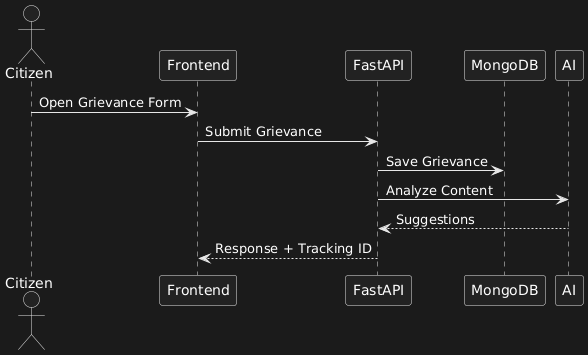 Citizen
Frontend
FastAPI
MongoDB
AI
Open Grievance Form
Submit Grievance
Save Grievance
Analyze Content
Suggestions
Response + Tracking ID
Citizen
Frontend
FastAPI
MongoDB
AI